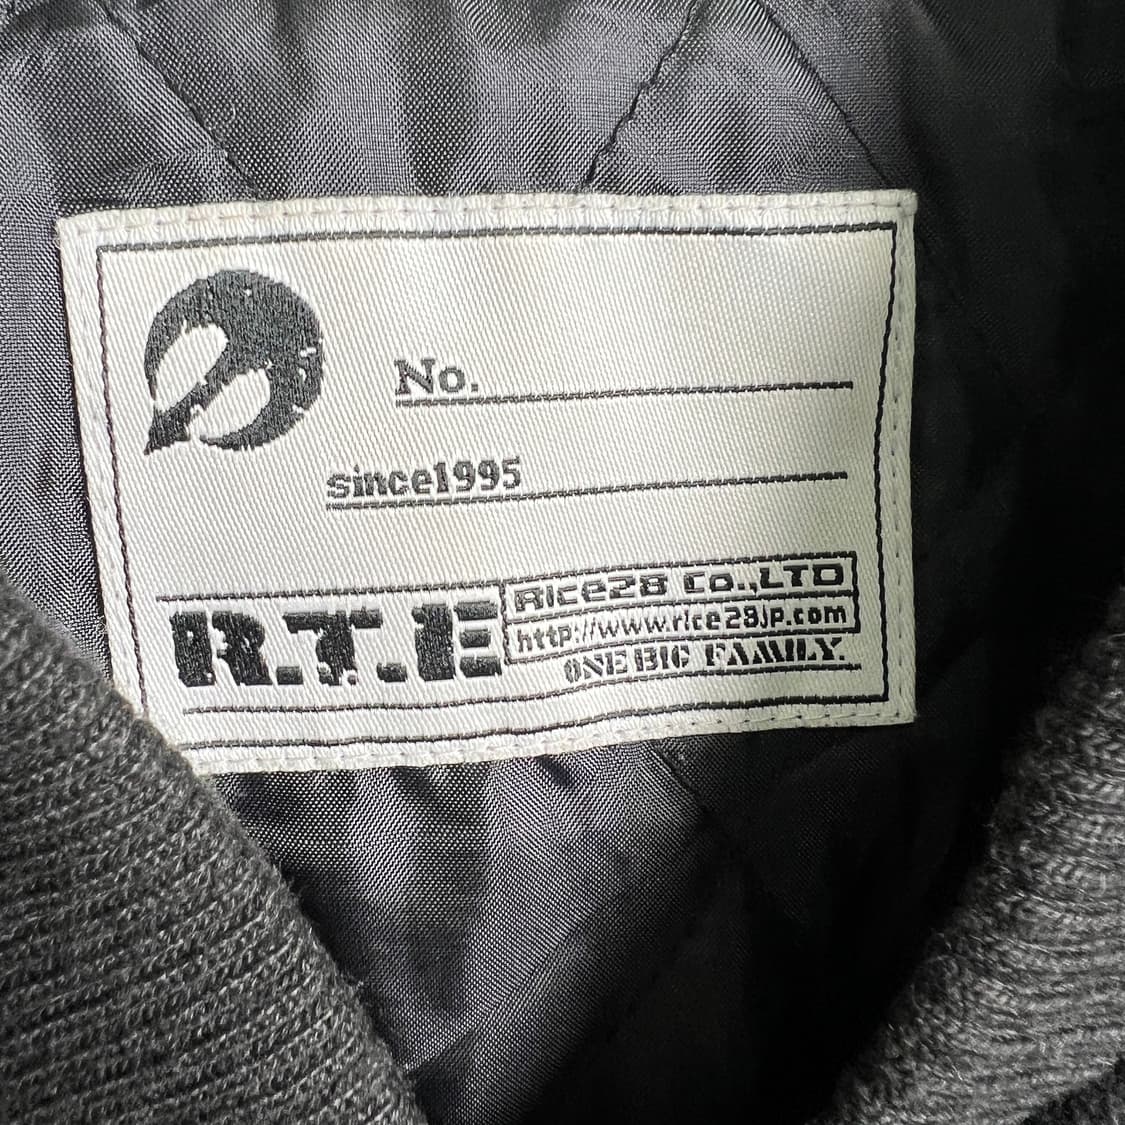 No.
since1995
R.T.E
Rice28 Co.,LTD
http://www.rice28jp.com
ONE BIG FAMILY.